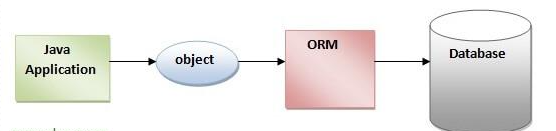 Java
Application
object
ORM
Database